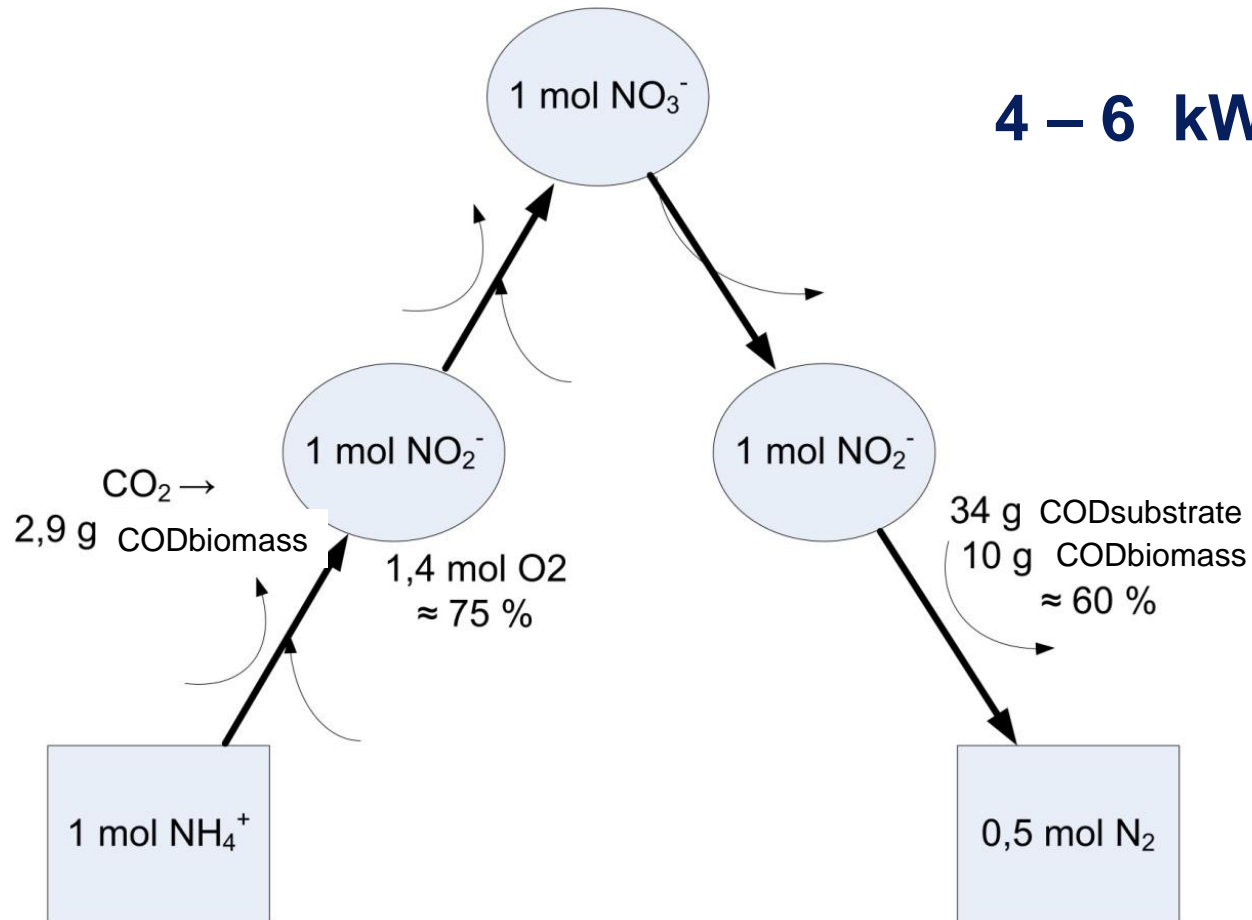 1 mol NO₃⁻
4 – 6 kW
1 mol NO₂⁻
1 mol NO₂⁻
CO₂ →
2,9 g CODbiomass
1,4 mol O2
≈ 75 %
34 g CODsubstrate
10 g CODbiomass
≈ 60 %
1 mol NH₄⁺
0,5 mol N₂